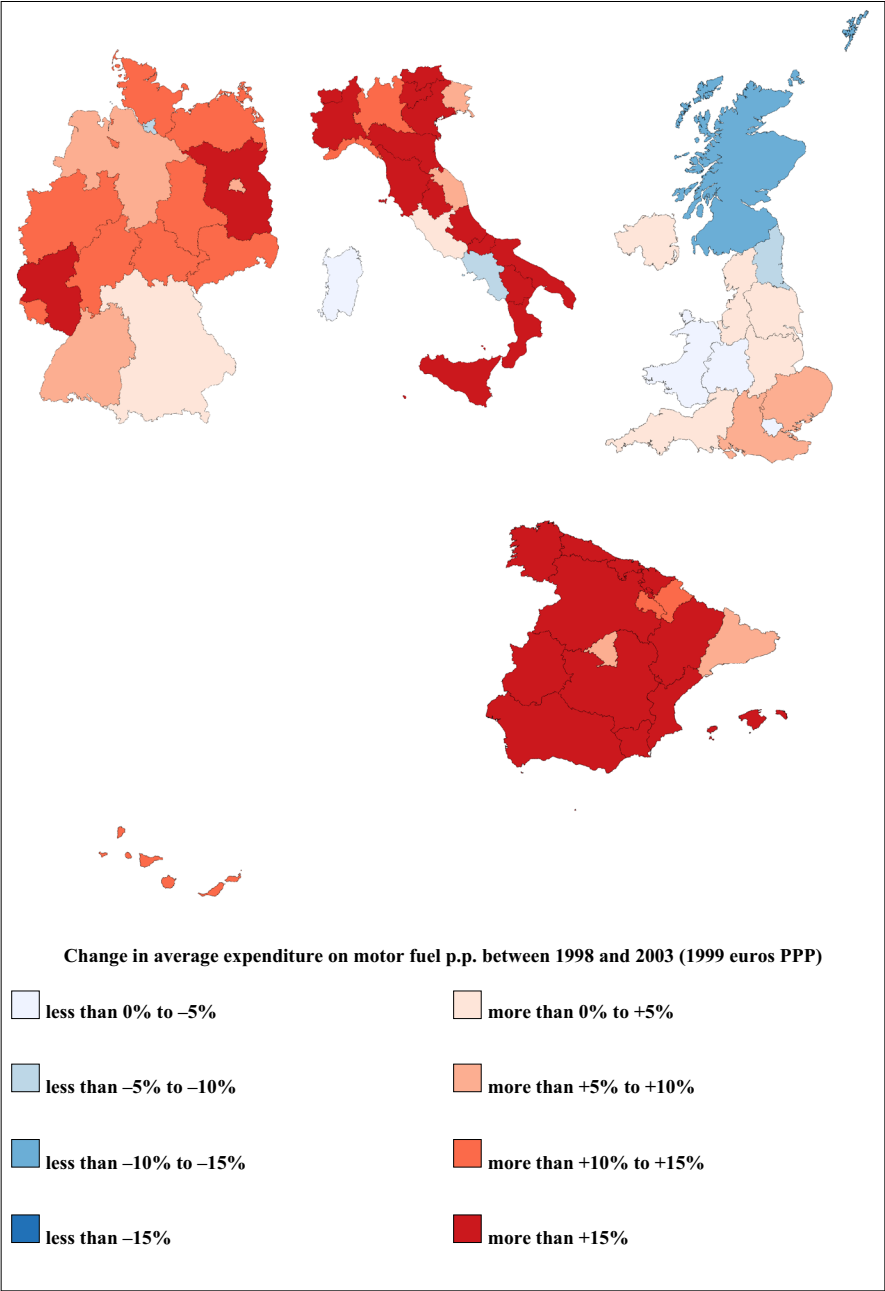 Change in average expenditure on motor fuel p.p. between 1998 and 2003 (1999 euros PPP)
less than 0% to –5%
more than 0% to +5%
less than –5% to –10%
more than +5% to +10%
less than –10% to –15%
more than +10% to +15%
less than –15%
more than +15%